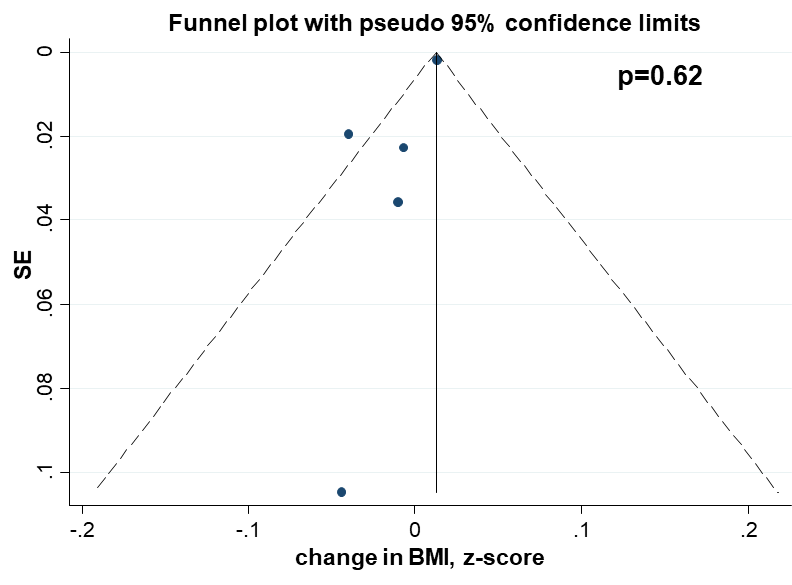 Funnel plot with pseudo 95% confidence limits
p=0.62
SE
0
.02
.04
.06
.08
.1
-.2
-.1
0
.1
.2
change in BMI, z-score